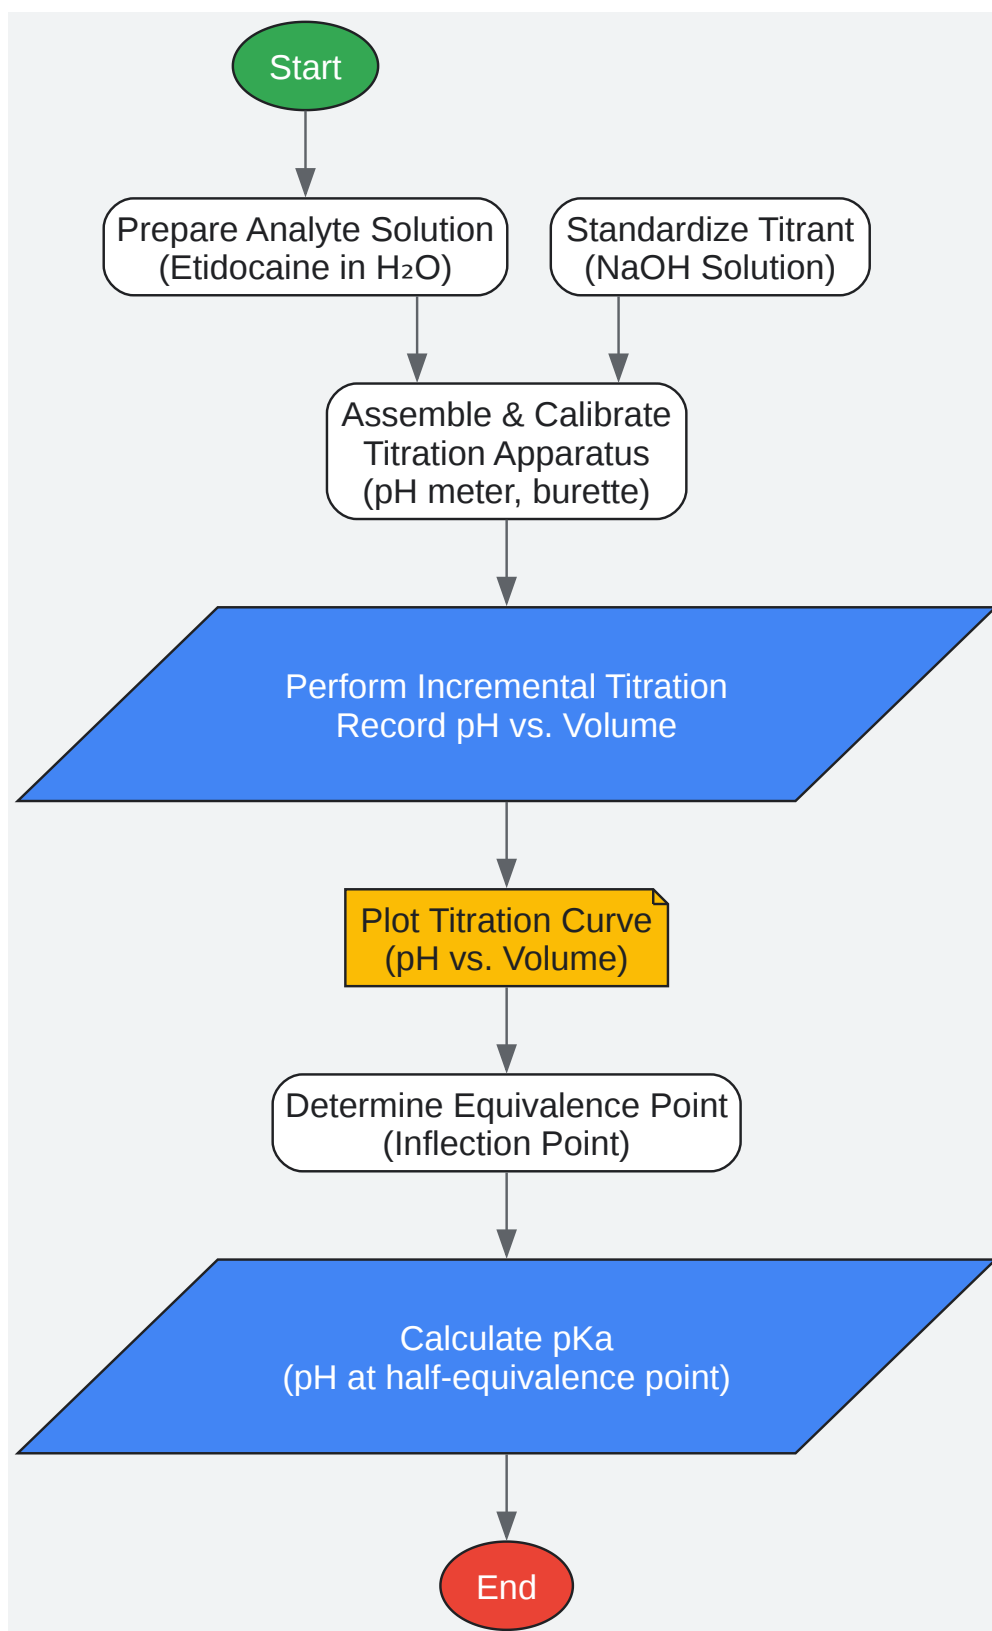 Start
Prepare Analyte Solution
(Etidocaine in H₂O)
Standardize Titrant
(NaOH Solution)
Assemble & Calibrate
Titration Apparatus
(pH meter, burette)
Perform Incremental Titration
Record pH vs. Volume
Plot Titration Curve
(pH vs. Volume)
Determine Equivalence Point
(Inflection Point)
Calculate pKa
(pH at half-equivalence point)
End